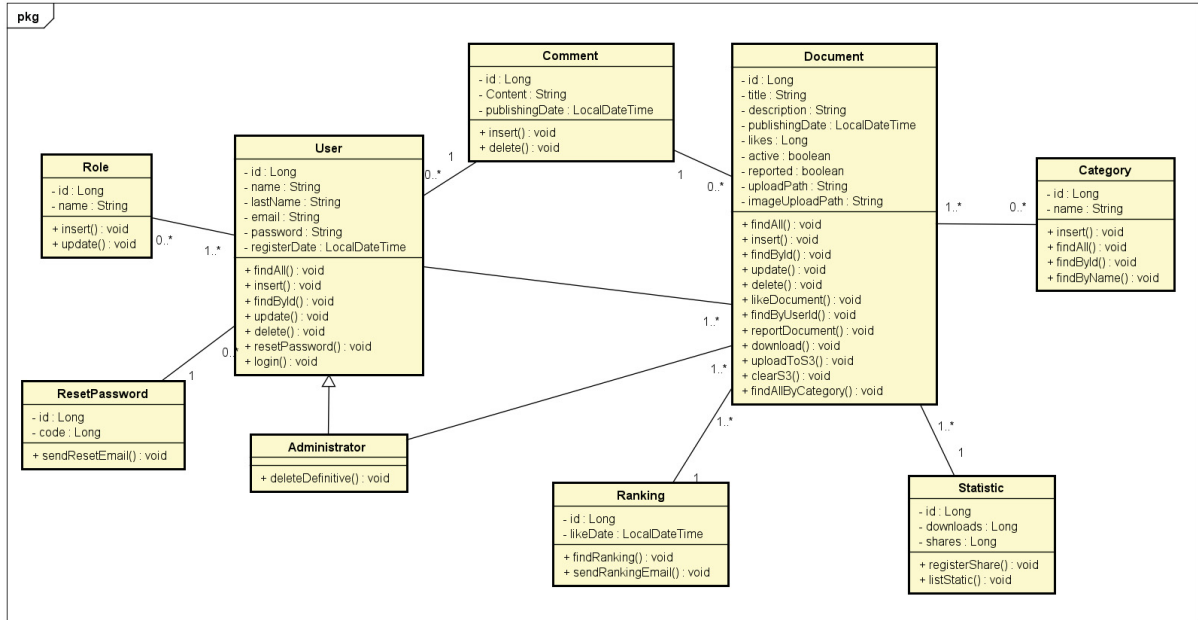 pkg
Comment
- id : Long
- Content : String
- publishingDate : LocalDateTime
+ insert() : void
+ delete() : void
Document
- id : Long
- title : String
- description : String
- publishingDate : LocalDateTime
- likes : Long
- active : boolean
- reported : boolean
- uploadPath : String
- imageUploadPath : String
+ findAll() : void
+ insert() : void
+ findById() : void
+ update() : void
+ delete() : void
+ likeDocument() : void
+ findByUserId() : void
+ reportDocument() : void
+ download() : void
+ uploadToS3() : void
+ clearS3() : void
+ findAllByCategory() : void
User
- id : Long
- name : String
- lastName : String
- email : String
- password : String
- registerDate : LocalDateTime
+ findAll() : void
+ insert() : void
+ findById() : void
+ update() : void
+ delete() : void
+ resetPassword() : void
+ login() : void
Role
- id : Long
- name : String
+ insert() : void
+ update() : void
Category
- id : Long
- name : String
+ insert() : void
+ findAll() : void
+ findById() : void
+ findByName() : void
1
0..*
1
0..*
1..*
0..*
0..*
1..*
1..*
0..*
1
1..*
1..*
1
1..*
1
ResetPassword
- id : Long
- code : Long
+ sendResetEmail() : void
Administrator
+ deleteDefinitive() : void
Ranking
- id : Long
- likeDate : LocalDateTime
+ findRanking() : void
+ sendRankingEmail() : void
Statistic
- id : Long
- downloads : Long
- shares : Long
+ registerShare() : void
+ listStatic() : void